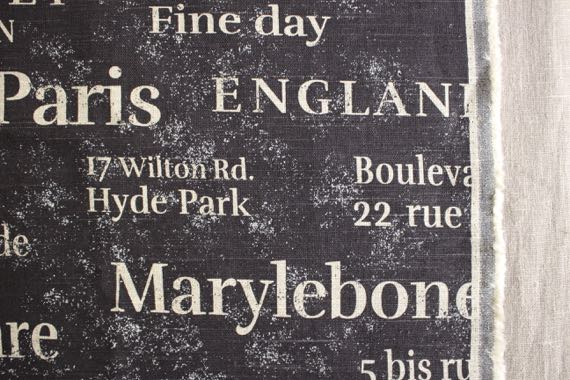 N
Fine day
Paris
ENGLAN
17 Wilton Rd.
Hyde Park
Bouleva
22 rue
de
Marylebone
are
5 bis ru